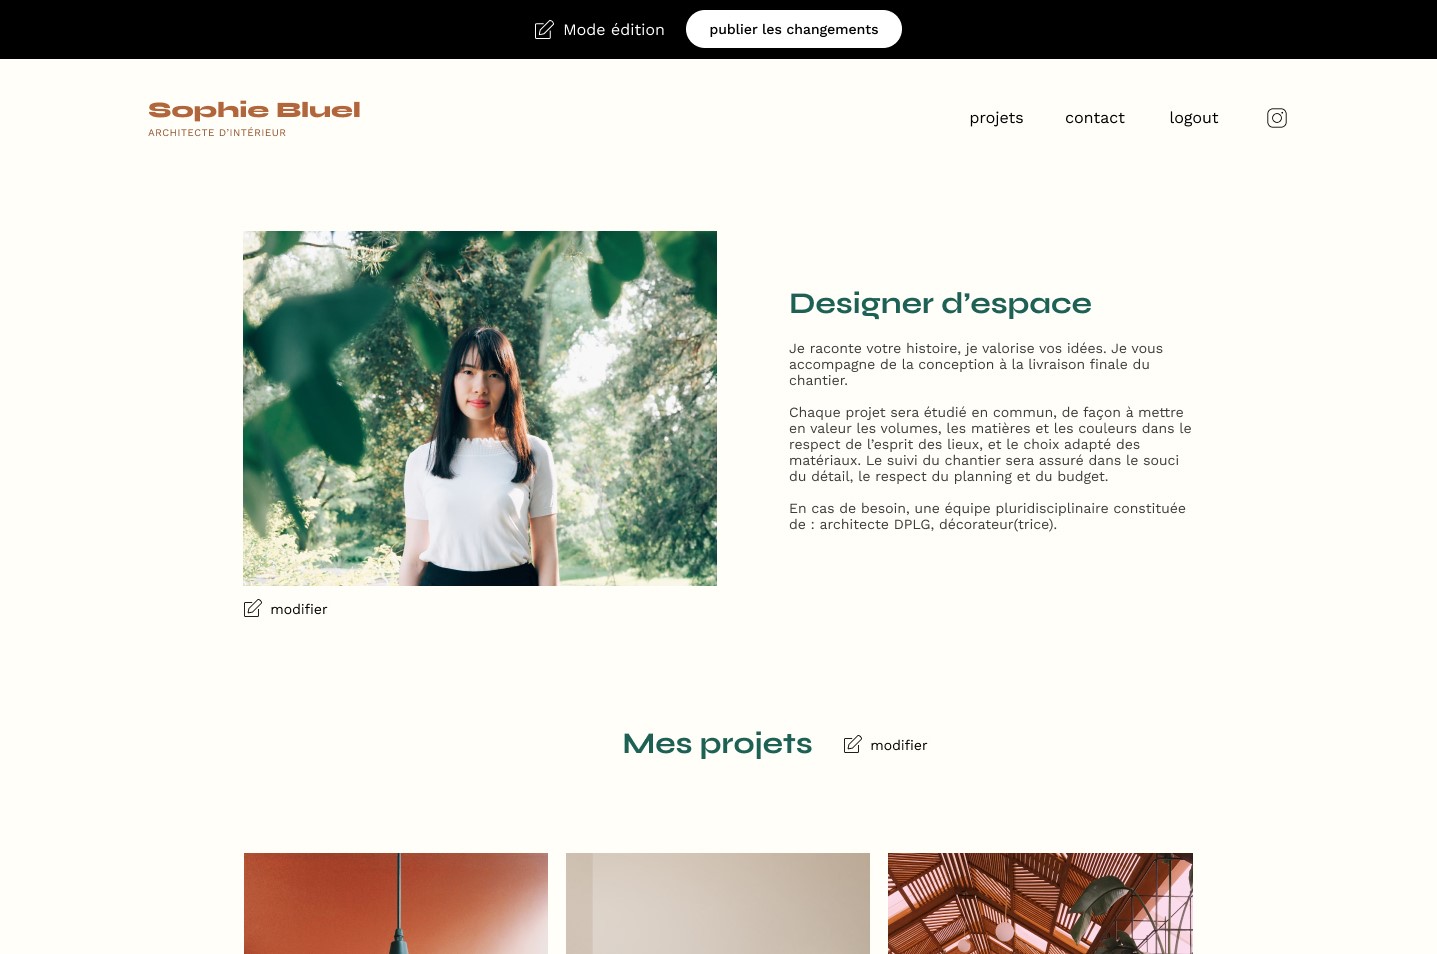 Mode édition
publier les changements
Sophie Bluel
ARCHITECTE D'INTÉRIEUR
projets
contact
logout
Designer d’espace
Je raconte votre histoire, je valorise vos idées. Je vous
accompagne de la conception à la livraison finale du
chantier.
Chaque projet sera étudié en commun, de façon à mettre
en valeur les volumes, les matières et les couleurs dans le
respect de l’esprit des lieux, et le choix adapté des
matériaux. Le suivi du chantier sera assuré dans le souci
du détail, le respect du planning et du budget.
En cas de besoin, une équipe pluridisciplinaire constituée
de : architecte DPLG, décorateur(trice).
modifier
Mes projets
modifier